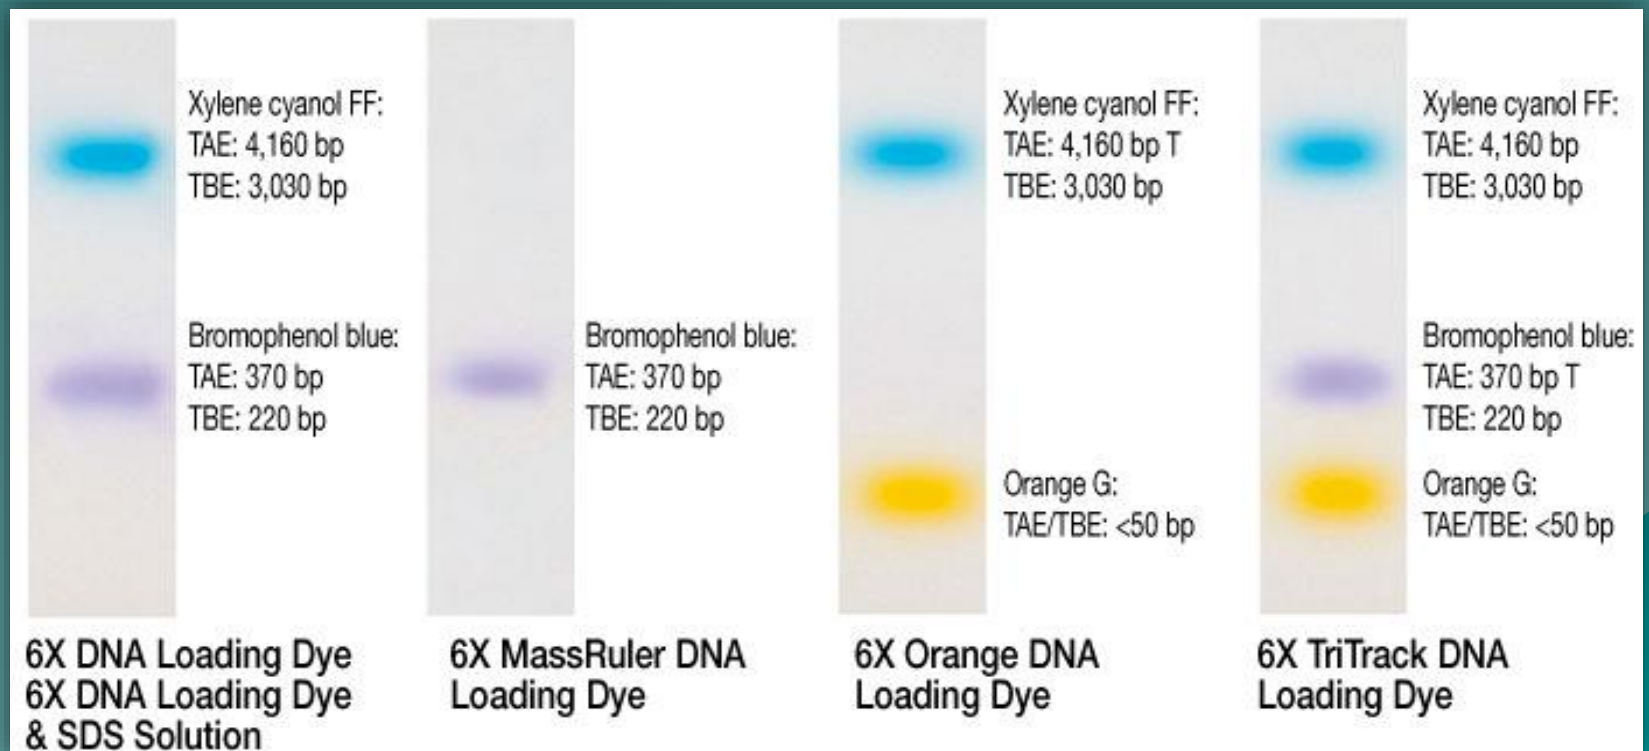 Xylene cyanol FF:
TAE: 4,160 bp
TBE: 3,030 bp
Bromophenol blue:
TAE: 370 bp
TBE: 220 bp
6X DNA Loading Dye
6X DNA Loading Dye
& SDS Solution
Bromophenol blue:
TAE: 370 bp
TBE: 220 bp
6X MassRuler DNA
Loading Dye
Xylene cyanol FF:
TAE: 4,160 bp T
TBE: 3,030 bp
Orange G:
TAE/TBE: <50 bp
6X Orange DNA
Loading Dye
Xylene cyanol FF:
TAE: 4,160 bp
TBE: 3,030 bp
Bromophenol blue:
TAE: 370 bp T
TBE: 220 bp
Orange G:
TAE/TBE: <50 bp
6X TriTrack DNA
Loading Dye